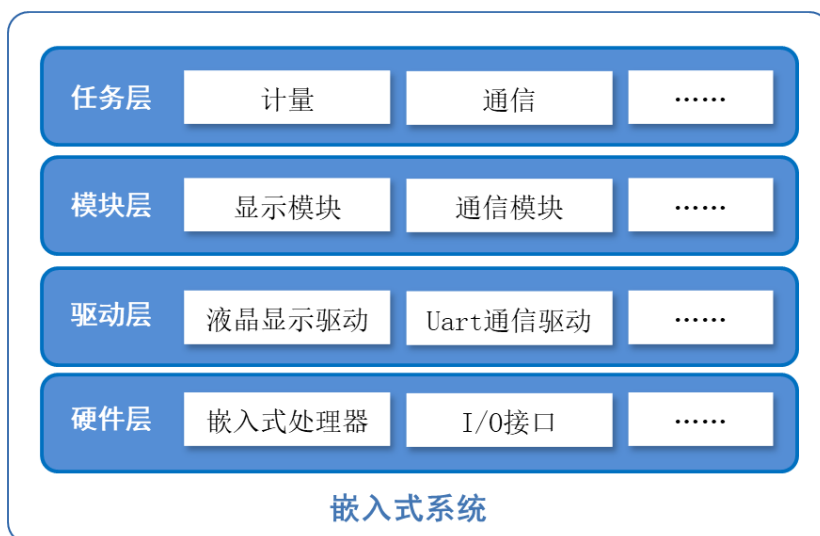 任务层 计量 通信 ……
模块层 显示模块 通信模块 ……
驱动层 液晶显示驱动 Uart通信驱动 ……
硬件层 嵌入式处理器 I/O接口 ……
嵌入式系统